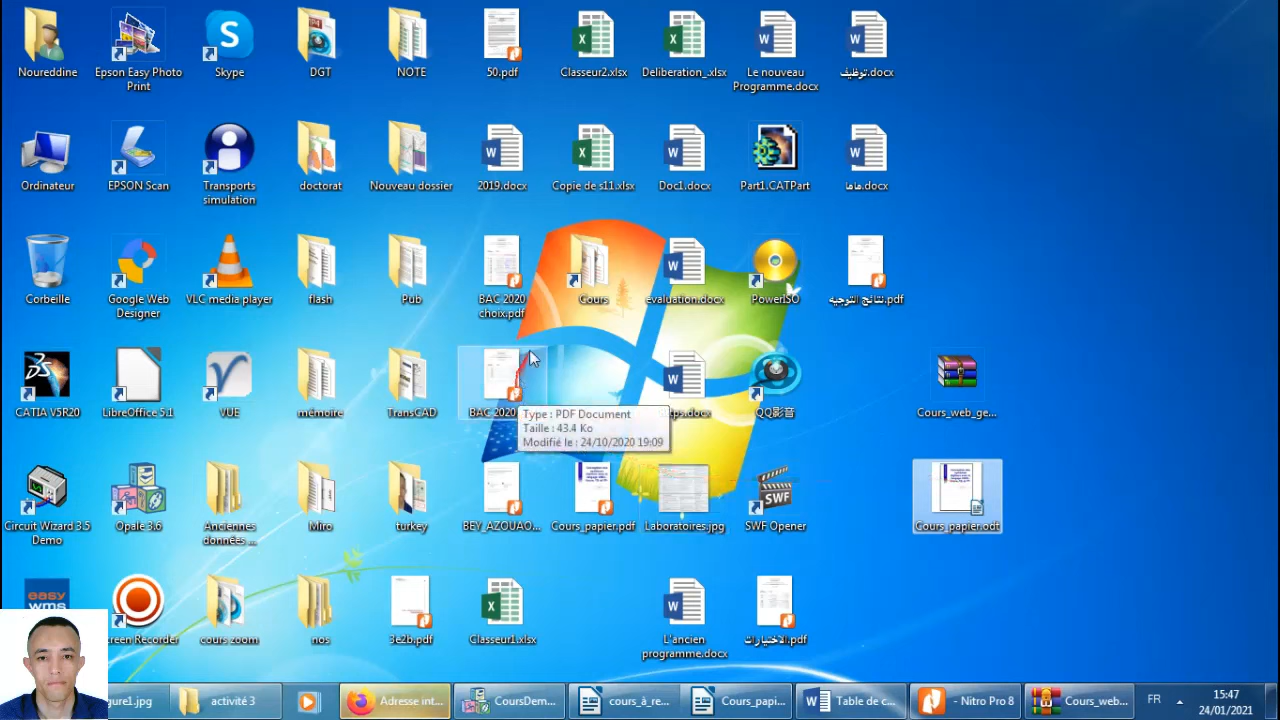 Noureddine
Epson Easy Photo
Print
Skype
DGT
NOTE
50.pdf
Classeur2.xlsx
Deliberation_.xlsx
Le nouveau
Programme.docx
توظيف.docx
Ordinateur
EPSON Scan
Transports
simulation
doctorat
Nouveau dossier
2019.docx
Copie de s11.xlsx
Doc1.docx
Part1.CATPart
هاها.docx
Corbeille
Google Web
Designer
VLC media player
flash
Pub
BAC 2020
choix.pdf
Cours
evaluation.docx
PowerISO
نتائج التوجيه.pdf
CATIA V5R20
LibreOffice 5.1
VUE
mémoire
TransCAD
BAC 2020
QQ影音
Cours_web_ge...
Type : PDF Document
Taille : 43.4 Ko
Modifié le : 24/10/2020 19:09
Circuit Wizard 3.5
Demo
Opale 3.6
Anciennes
données ...
Miro
turkey
BEY_AZOUAO...
Cours_papier.pdf
Laboratoires.jpg
SWF
SWF Opener
Cours_papier.odt
easy
wms
reen Recorder
cours zoom
nos
3e2b.pdf
Classeur1.xlsx
L'ancien
programme.docx
الاختيارات.pdf
gure1.jpg
activité 3
Adresse int...
CoursDem...
cours_à_re...
Cours_papi...
Table de c...
- Nitro Pro 8
Cours_web...
FR
15:47
24/01/2021